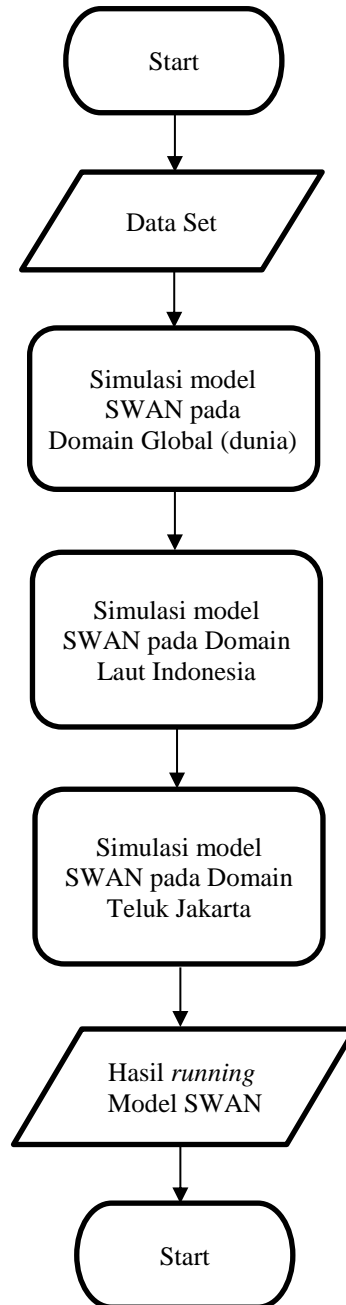 Start
Data Set
Simulasi model
SWAN pada
Domain Global (dunia)
Simulasi model
SWAN pada Domain
Laut Indonesia
Simulasi model
SWAN pada Domain
Teluk Jakarta
Hasil running
Model SWAN
Start